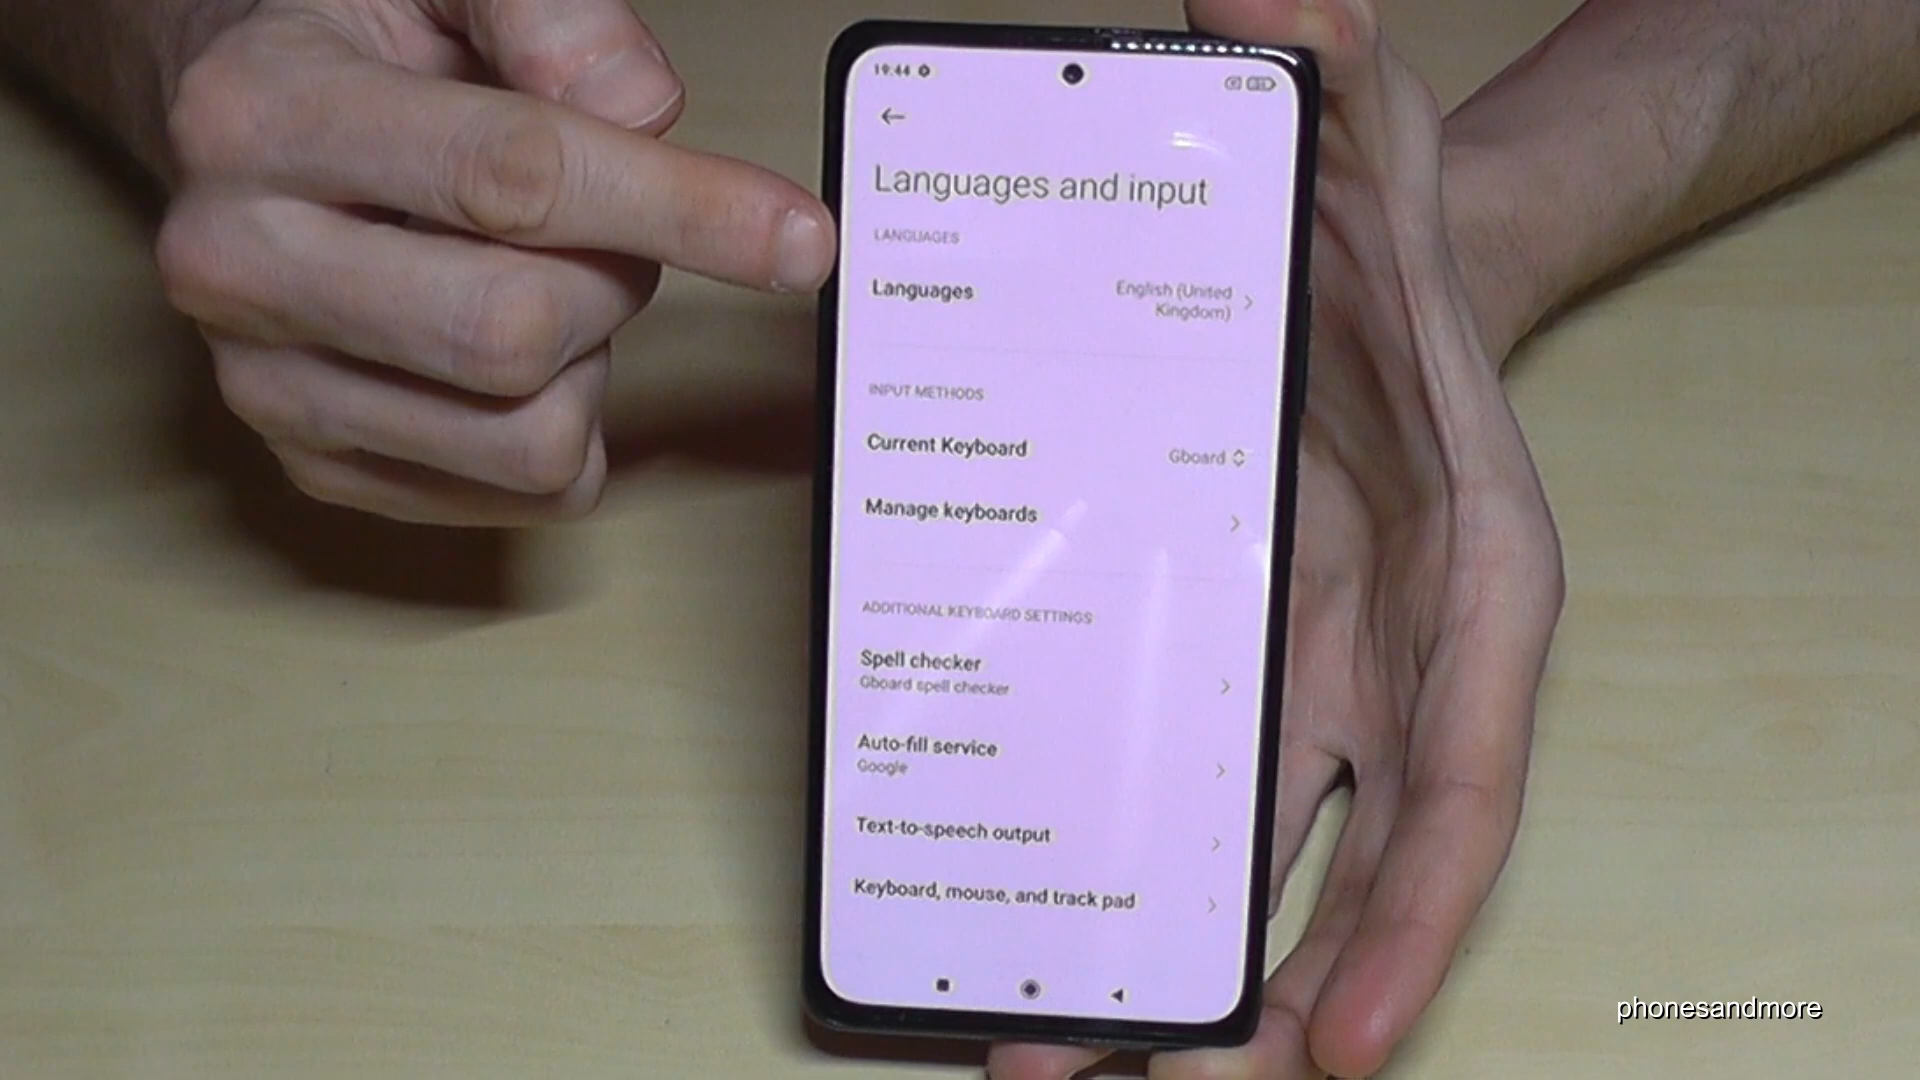 19:44
Languages and input
LANGUAGES
Languages
English (United
Kingdom)
INPUT METHODS
Current Keyboard
Gboard
Manage keyboards
ADDITIONAL KEYBOARD SETTINGS
Spell checker
Gboard spell checker
Auto-fill service
Google
Text-to-speech output
Keyboard, mouse, and track pad
phonesandmore